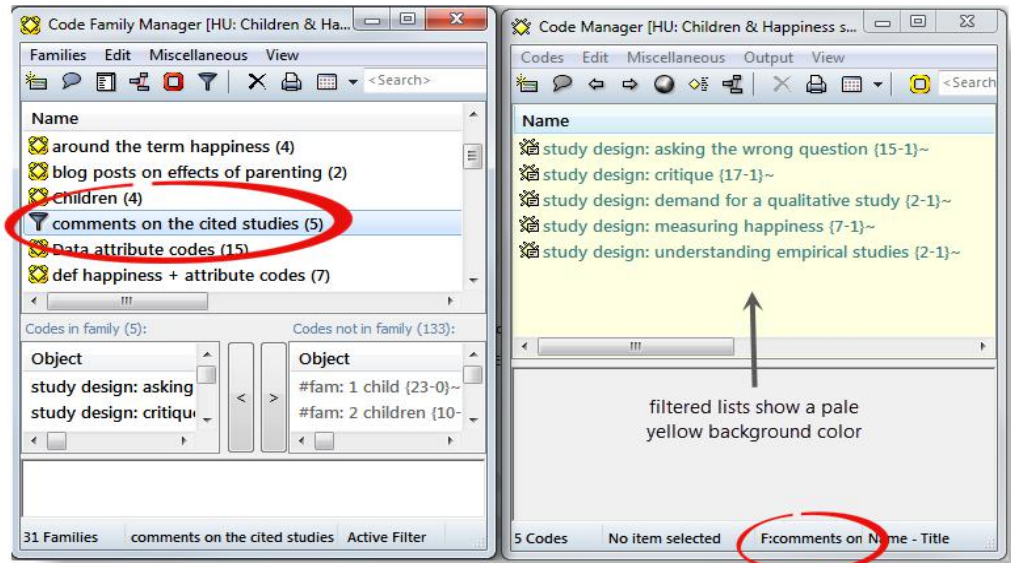 Code Family Manager [HU: Children & Ha...
Families Edit Miscellaneous View
<Search>
Name
around the term happiness (4)
blog posts on effects of parenting (2)
Children (4)
comments on the cited studies (5)
Data attribute codes (15)
def happiness + attribute codes (7)
Codes in family (5):
Codes not in family (133):
Object
study design: asking
study design: critiqu
< >
Object
#fam: 1 child {23-0}~
#fam: 2 children {10-
31 Families comments on the cited studies Active Filter
Code Manager [HU: Children & Happiness s...
Codes Edit Miscellaneous Output View
<Search
Name
study design: asking the wrong question {15-1}~
study design: critique {17-1}~
study design: demand for a qualitative study {2-1}~
study design: measuring happiness {7-1}~
study design: understanding empirical studies {2-1}~
filtered lists show a pale
yellow background color
5 Codes No item selected F:comments on Name - Title